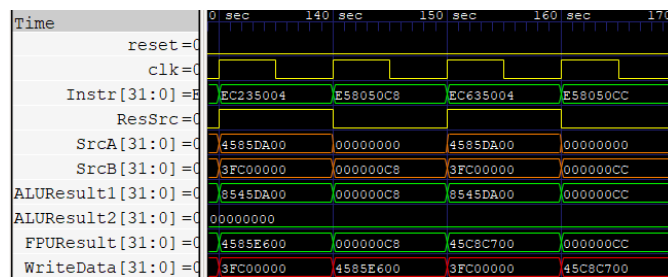 Time 0 sec 140 sec 150 sec 160 sec 170
reset=0
clk=0
Instr[31:0]=E EC235004 E58050C8 EC635004 E58050CC
ResSrc=0
SrcA[31:0]=0 4585DA00 00000000 4585DA00 00000000
SrcB[31:0]=0 3FC00000 000000C8 3FC00000 000000CC
ALUResult1[31:0]=0 8545DA00 000000C8 8545DA00 000000CC
ALUResult2[31:0]=0 00000000
FPUResult[31:0]=0 4585E600 000000C8 45C8C700 000000CC
WriteData[31:0]=0 3FC00000 4585E600 3FC00000 45C8C700